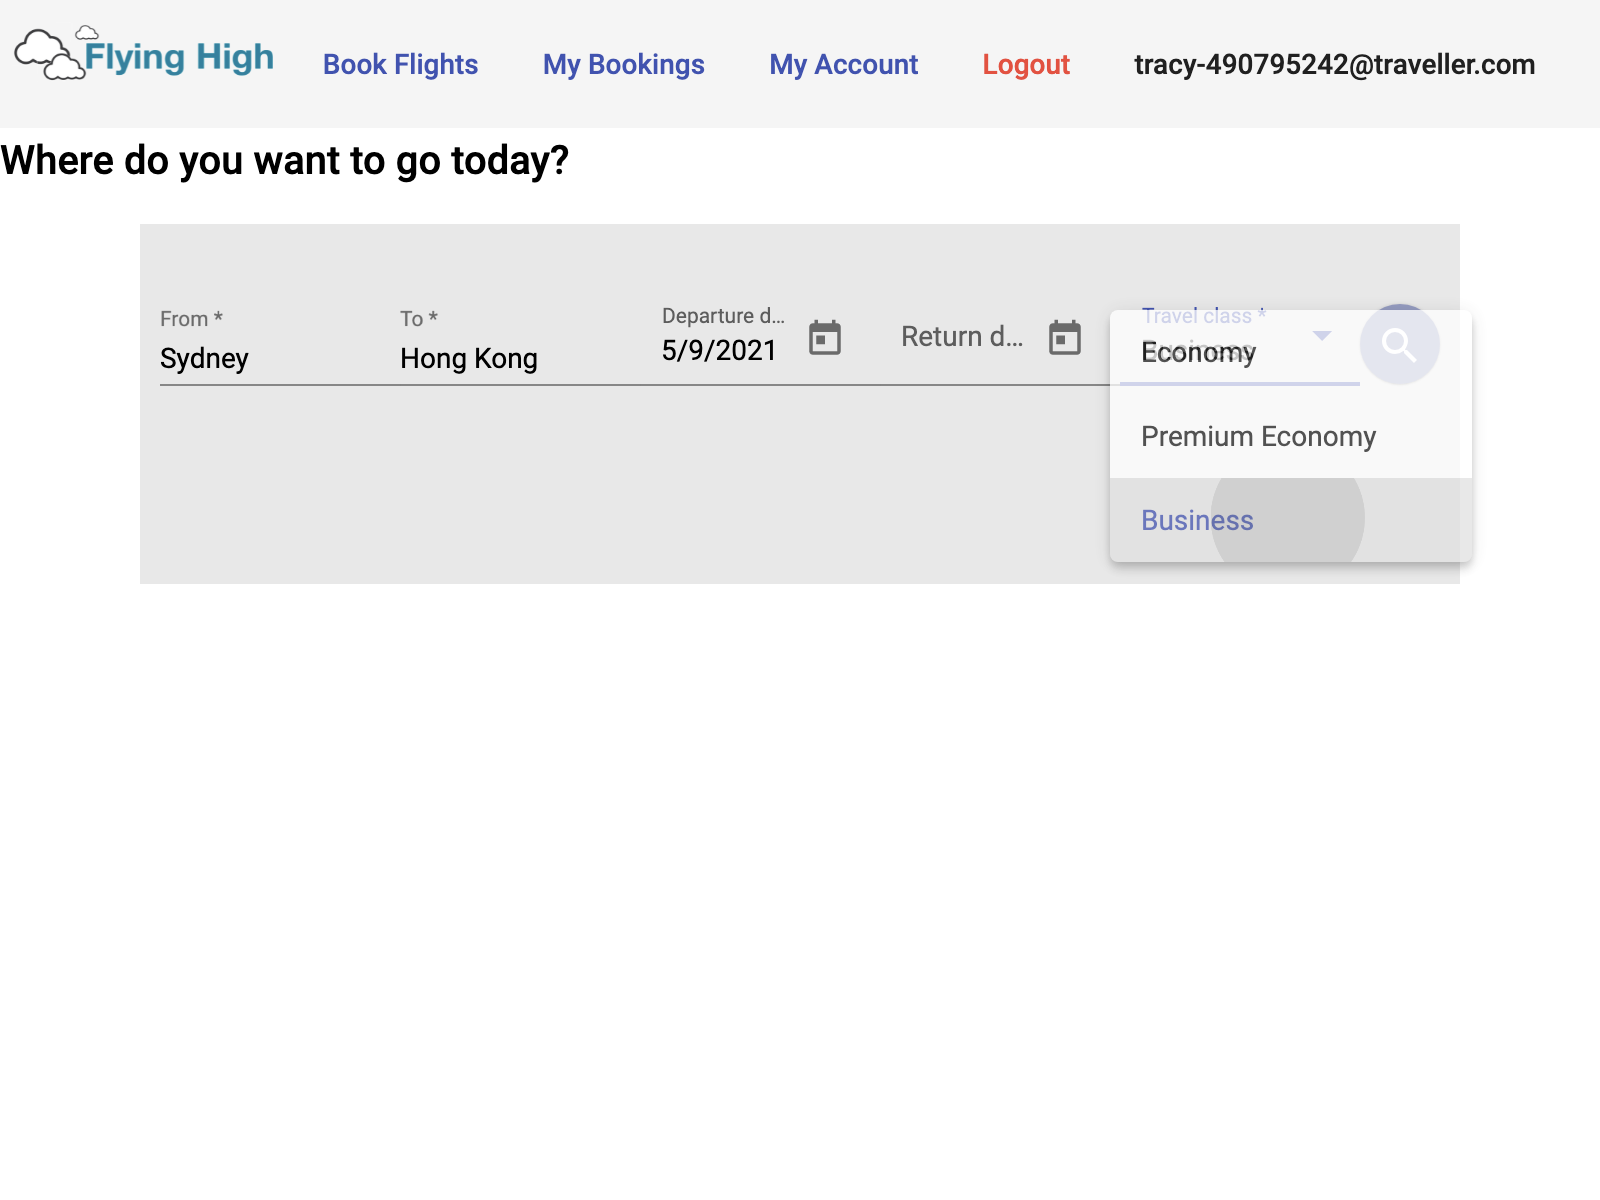 Flying High
Book Flights
My Bookings
My Account
Logout
tracy-490795242@traveller.com
Where do you want to go today?
From *
Sydney
To *
Hong Kong
Departure d...
5/9/2021
Return d...
Travel class *
Business
Economy
Premium Economy
Business